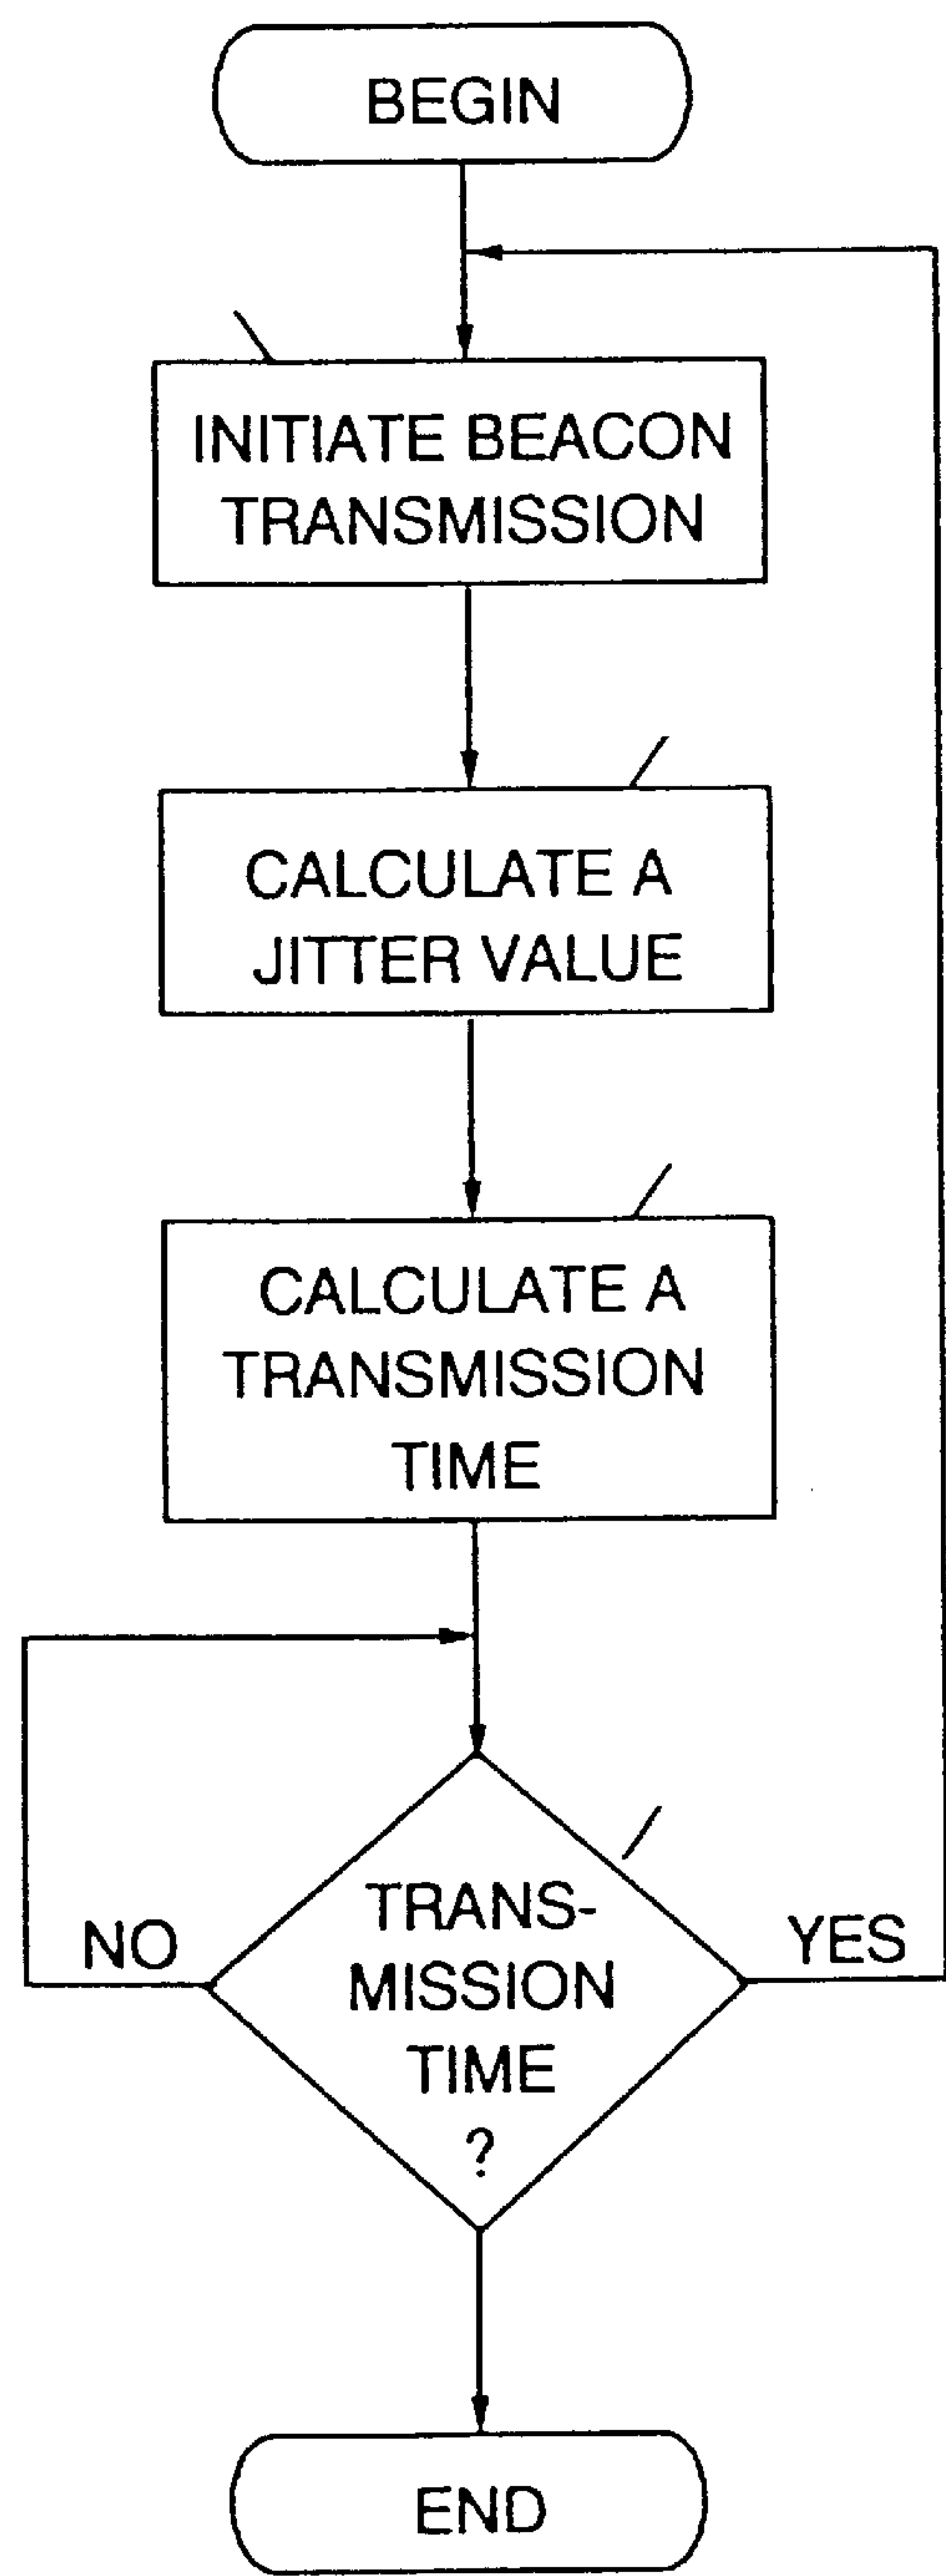 BEGIN
INITIATE BEACON
TRANSMISSION
CALCULATE A
JITTER VALUE
CALCULATE A
TRANSMISSION
TIME
TRANS-
MISSION
TIME
?
NO
YES
END